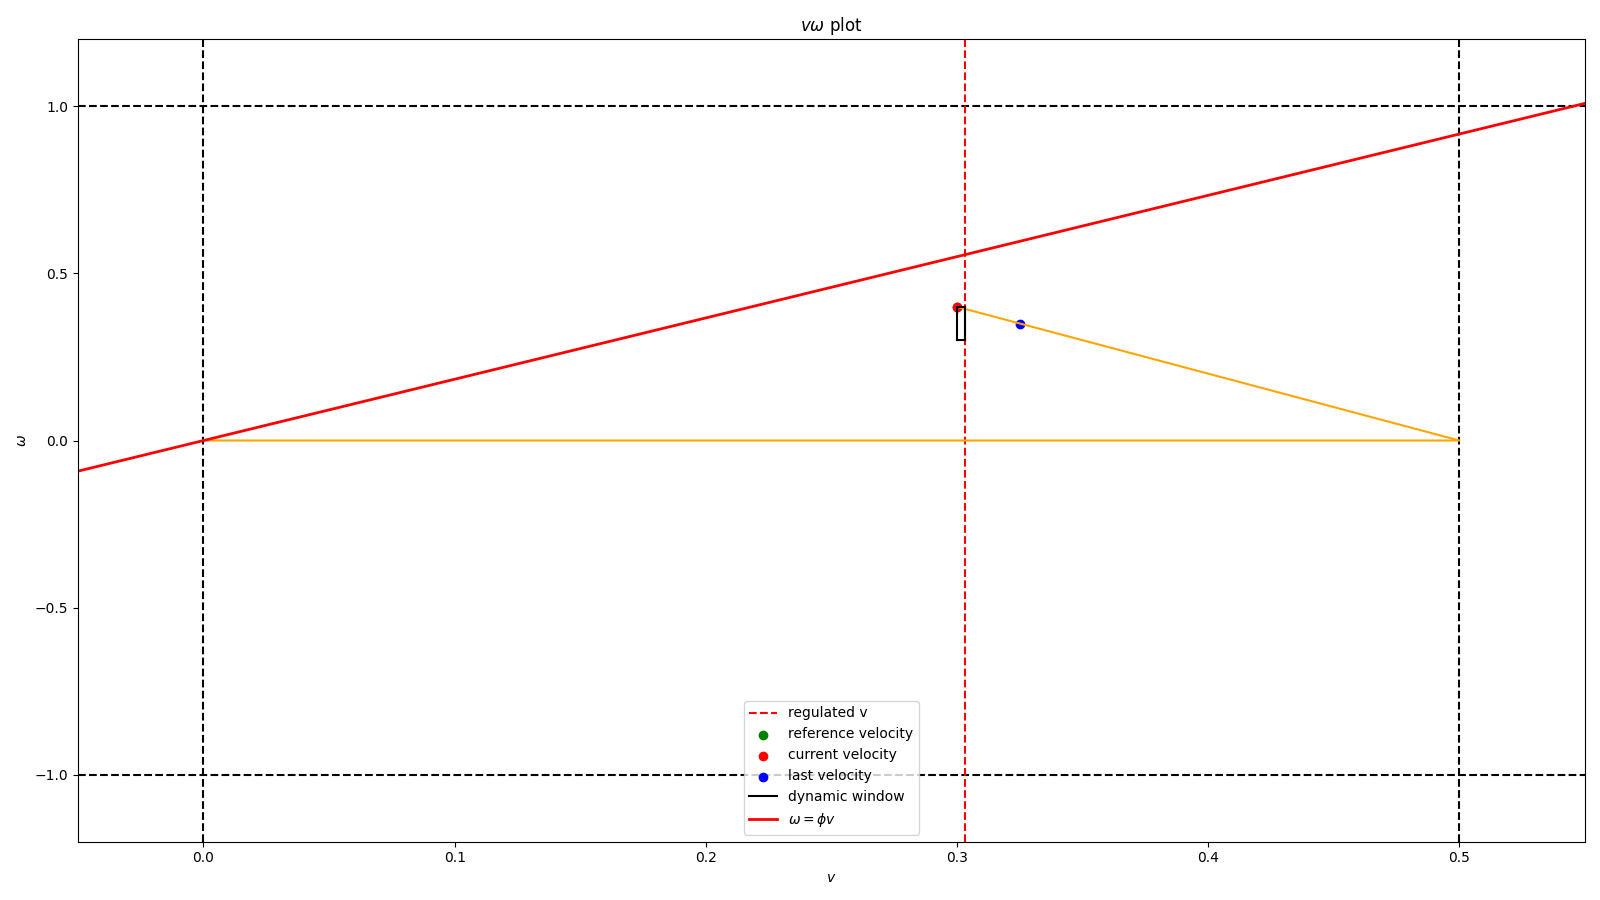 vω plot
1.0
0.5
0.0
−0.5
−1.0
ω
regulated v
reference velocity
current velocity
last velocity
dynamic window
ω = ϕv
0.0 0.1 0.2 0.3 0.4 0.5
v